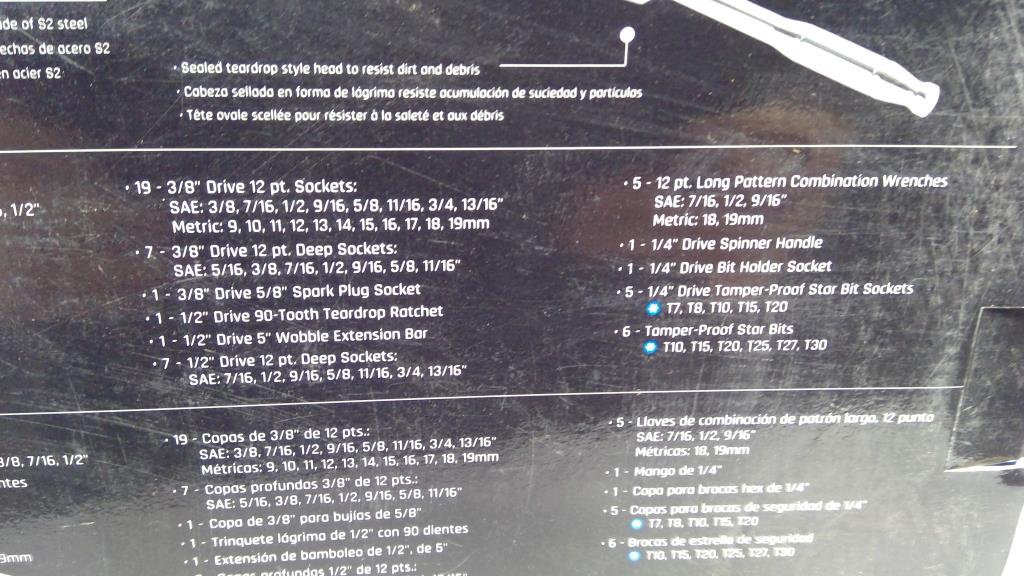 de of S2 steel
echas de acero S2
n acier S2
• Sealed teardrop style head to resist dirt and debris
• Cabeza sellada en forma de lágrima resiste acumulación de suciedad y partículas
• Tête ovale scellée pour résister à la saleté et aux débris
, 1/2"
• 19 - 3/8" Drive 12 pt. Sockets:
SAE: 3/8, 7/16, 1/2, 9/16, 5/8, 11/16, 3/4, 13/16"
Metric: 9, 10, 11, 12, 13, 14, 15, 16, 17, 18, 19mm
• 7 - 3/8" Drive 12 pt. Deep Sockets:
SAE: 5/16, 3/8, 7/16, 1/2, 9/16, 5/8, 11/16"
• 1 - 3/8" Drive 5/8" Spark Plug Socket
• 1 - 1/2" Drive 90-Tooth Teardrop Ratchet
• 1 - 1/2" Drive 5" Wobble Extension Bar
• 7 - 1/2" Drive 12 pt. Deep Sockets:
SAE: 7/16, 1/2, 9/16, 5/8, 11/16, 3/4, 13/16"
• 5 - 12 pt. Long Pattern Combination Wrenches
SAE: 7/16, 1/2, 9/16"
Metric: 18, 19mm
• 1 - 1/4" Drive Spinner Handle
• 1 - 1/4" Drive Bit Holder Socket
• 5 - 1/4" Drive Tamper-Proof Star Bit Sockets
T7, T8, T10, T15, T20
• 6 - Tamper-Proof Star Bits
T10, T15, T20, T25, T27, T30
3/8, 7/16, 1/2"
ntes
9mm
• 19 - Copas de 3/8" de 12 pts.:
SAE: 3/8, 7/16, 1/2, 9/16, 5/8, 11/16, 3/4, 13/16"
Métricas: 9, 10, 11, 12, 13, 14, 15, 16, 17, 18, 19mm
• 7 - Copas profundas 3/8" de 12 pts.:
SAE: 5/16, 3/8, 7/16, 1/2, 9/16, 5/8, 11/16"
• 1 - Copa de 3/8" para bujías de 5/8"
• 1 - Trinquete lágrima de 1/2" con 90 dientes
• 1 - Extensión de bamboleo de 1/2", de 5"
Copas profundas 1/2" de 12 pts.:
• 5 - Llaves de combinación de patrón largo, 12 punto
SAE: 7/16, 1/2, 9/16"
Métricas: 18, 19mm
• 1 - Mango de 1/4"
• 1 - Copa para brocas hex de 1/4"
• 5 - Copas para brocas de seguridad de 1/4"
T7, T8, T10, T15, T20
• 6 - Brocas de estrella de seguridad
T10, T15, T20, T25, T27, T30